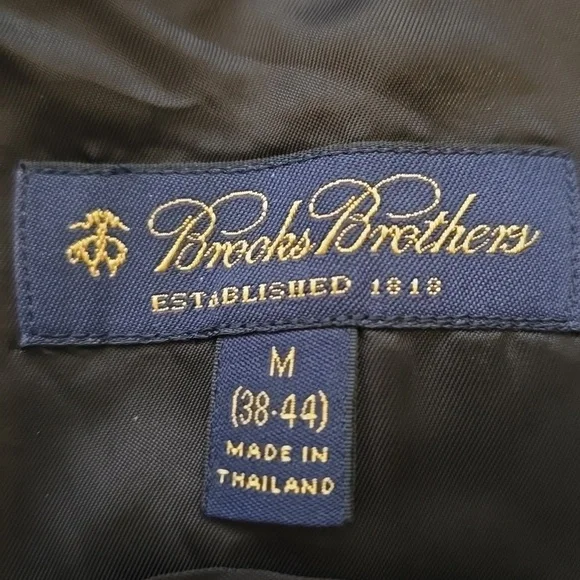 Brooks Brothers
ESTABLISHED 1818
M
(38-44)
MADE IN
THAILAND